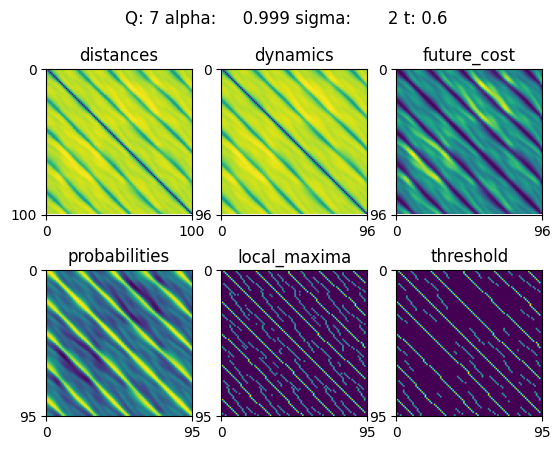 Q: 7 alpha: 0.999 sigma: 2 t: 0.6
distances dynamics future_cost
0 0 0
100 96 96
0 100 0 96 0 96
probabilities local_maxima threshold
0 0 0
95 95 95
0 95 0 95 0 95